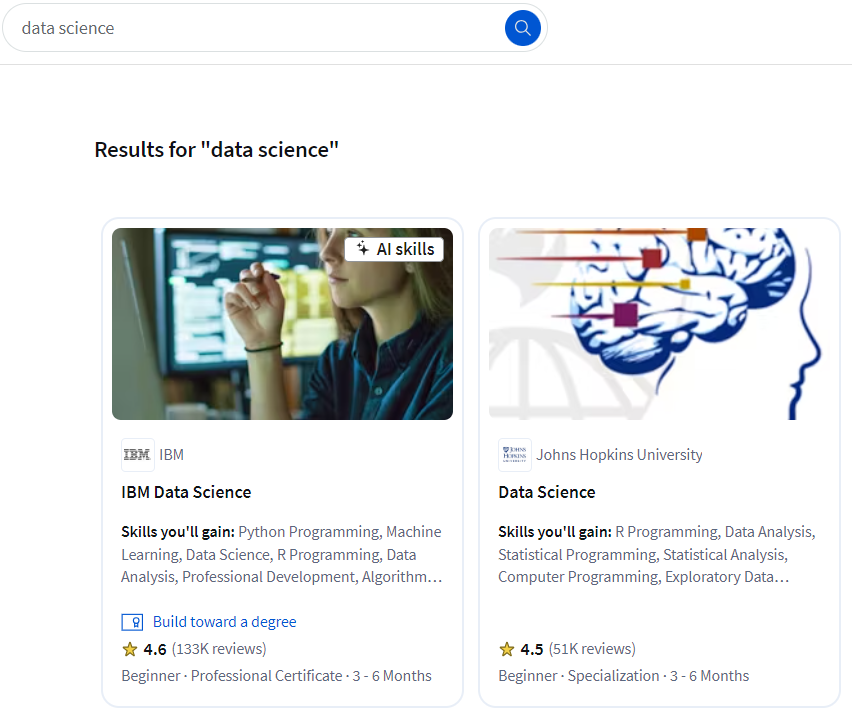 data science
Results for "data science"
AI skills
IBM
IBM
IBM Data Science
Skills you'll gain: Python Programming, Machine
Learning, Data Science, R Programming, Data
Analysis, Professional Development, Algorithm…
Build toward a degree
4.6 (133K reviews)
Beginner · Professional Certificate · 3 - 6 Months
JOHNS
HOPKINS
Johns Hopkins University
Data Science
Skills you'll gain: R Programming, Data Analysis,
Statistical Programming, Statistical Analysis,
Computer Programming, Exploratory Data…
4.5 (51K reviews)
Beginner · Specialization · 3 - 6 Months